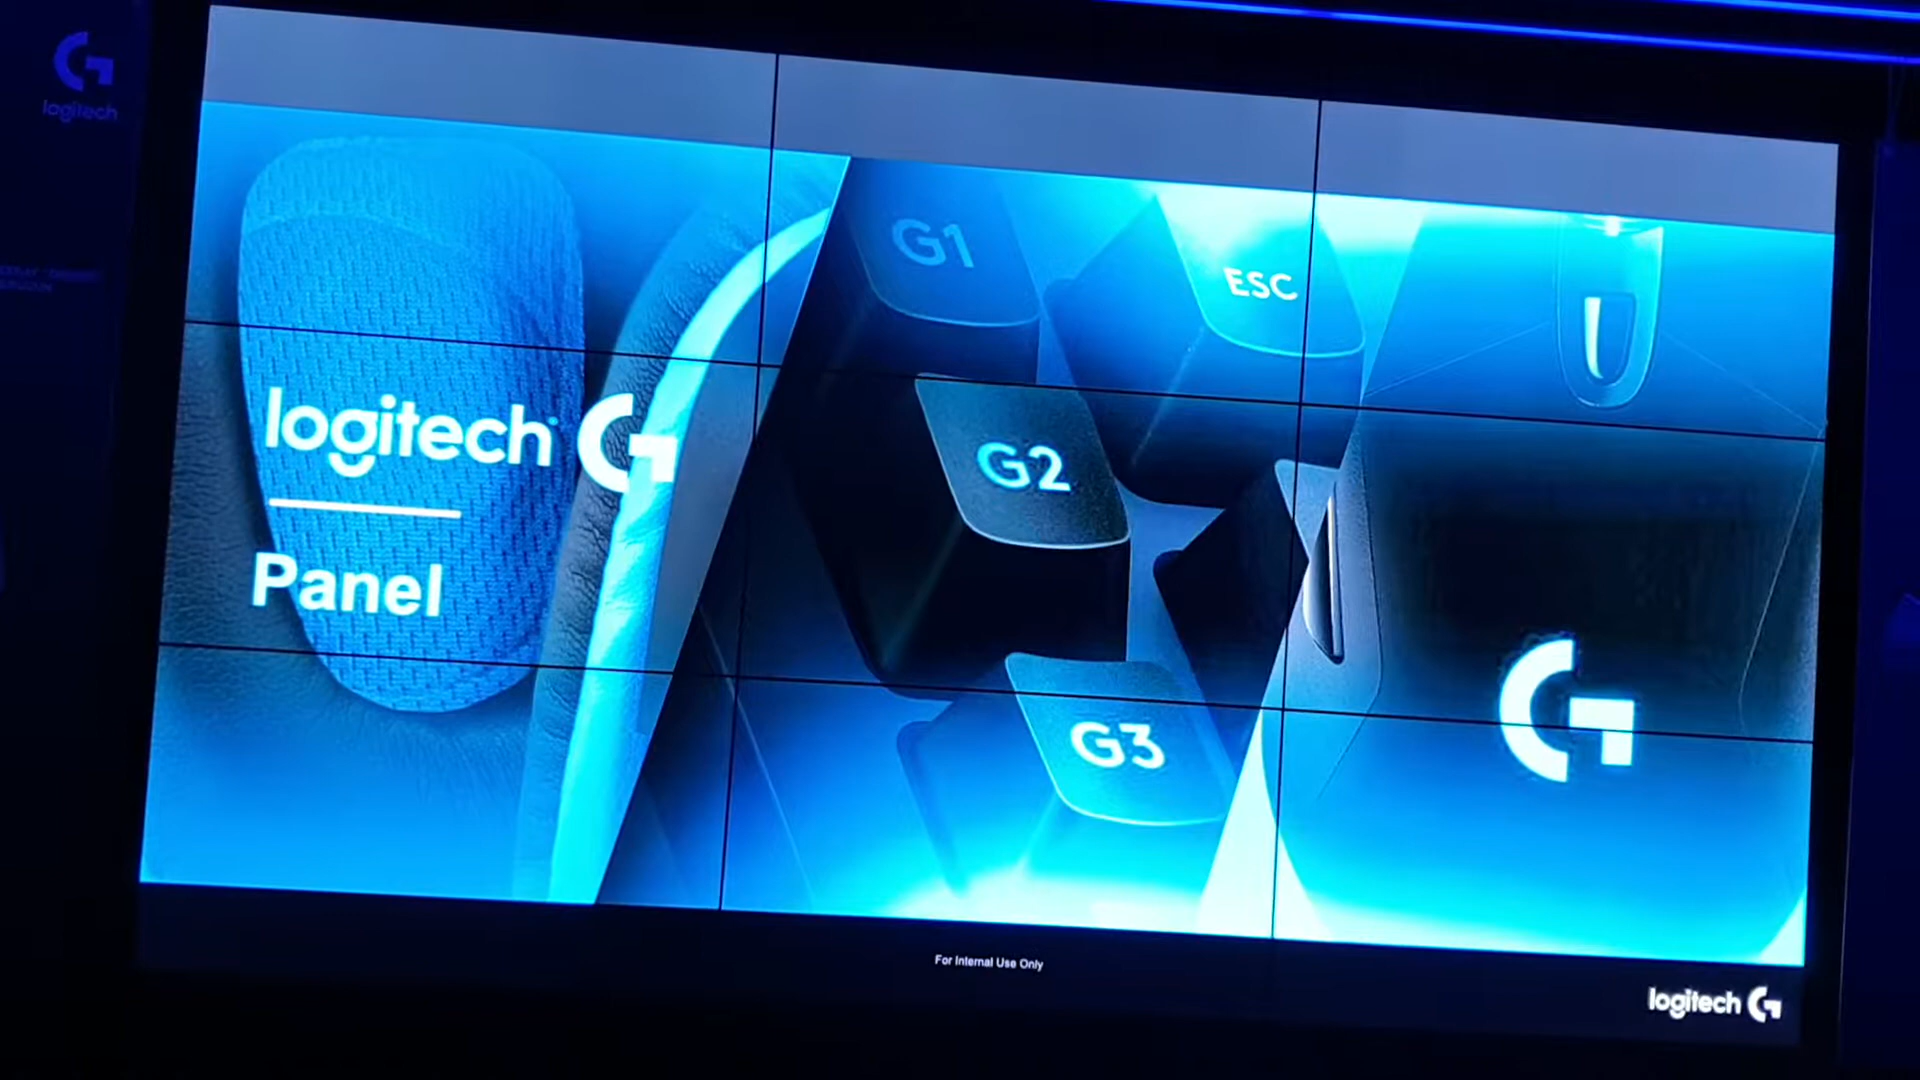 logitech
G1
ESC
logitech G
G2
Panel
G3
For Internal Use Only
logitech G